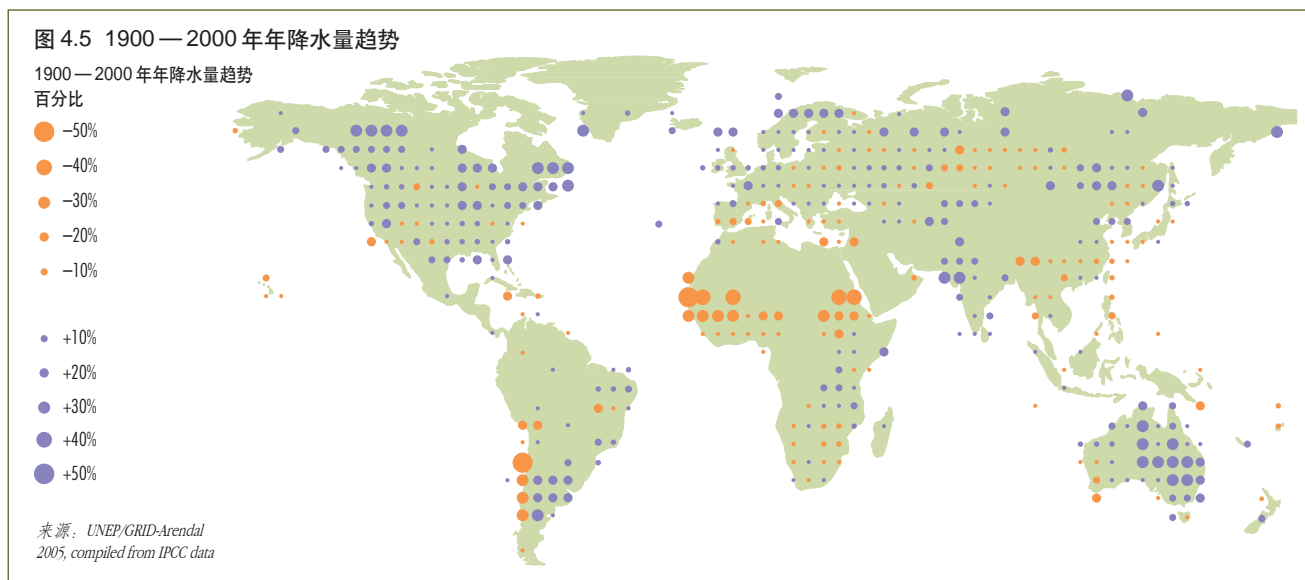 图 4.5 1900 — 2000 年年降水量趋势
1900 — 2000 年年降水量趋势
百分比
–50%
–40%
–30%
–20%
–10%
+10%
+20%
+30%
+40%
+50%
来源：UNEP/GRID-Arendal
2005, compiled from IPCC data